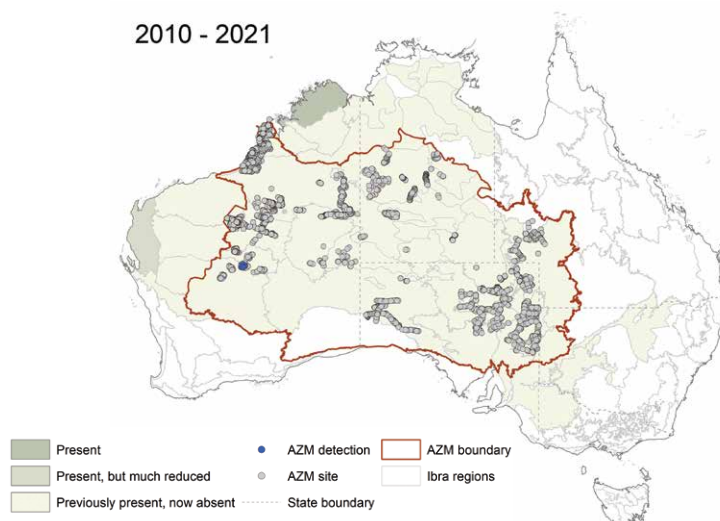 2010 - 2021
Present
AZM detection
AZM boundary
Present, but much reduced
AZM site
Ibra regions
Previously present, now absent
State boundary